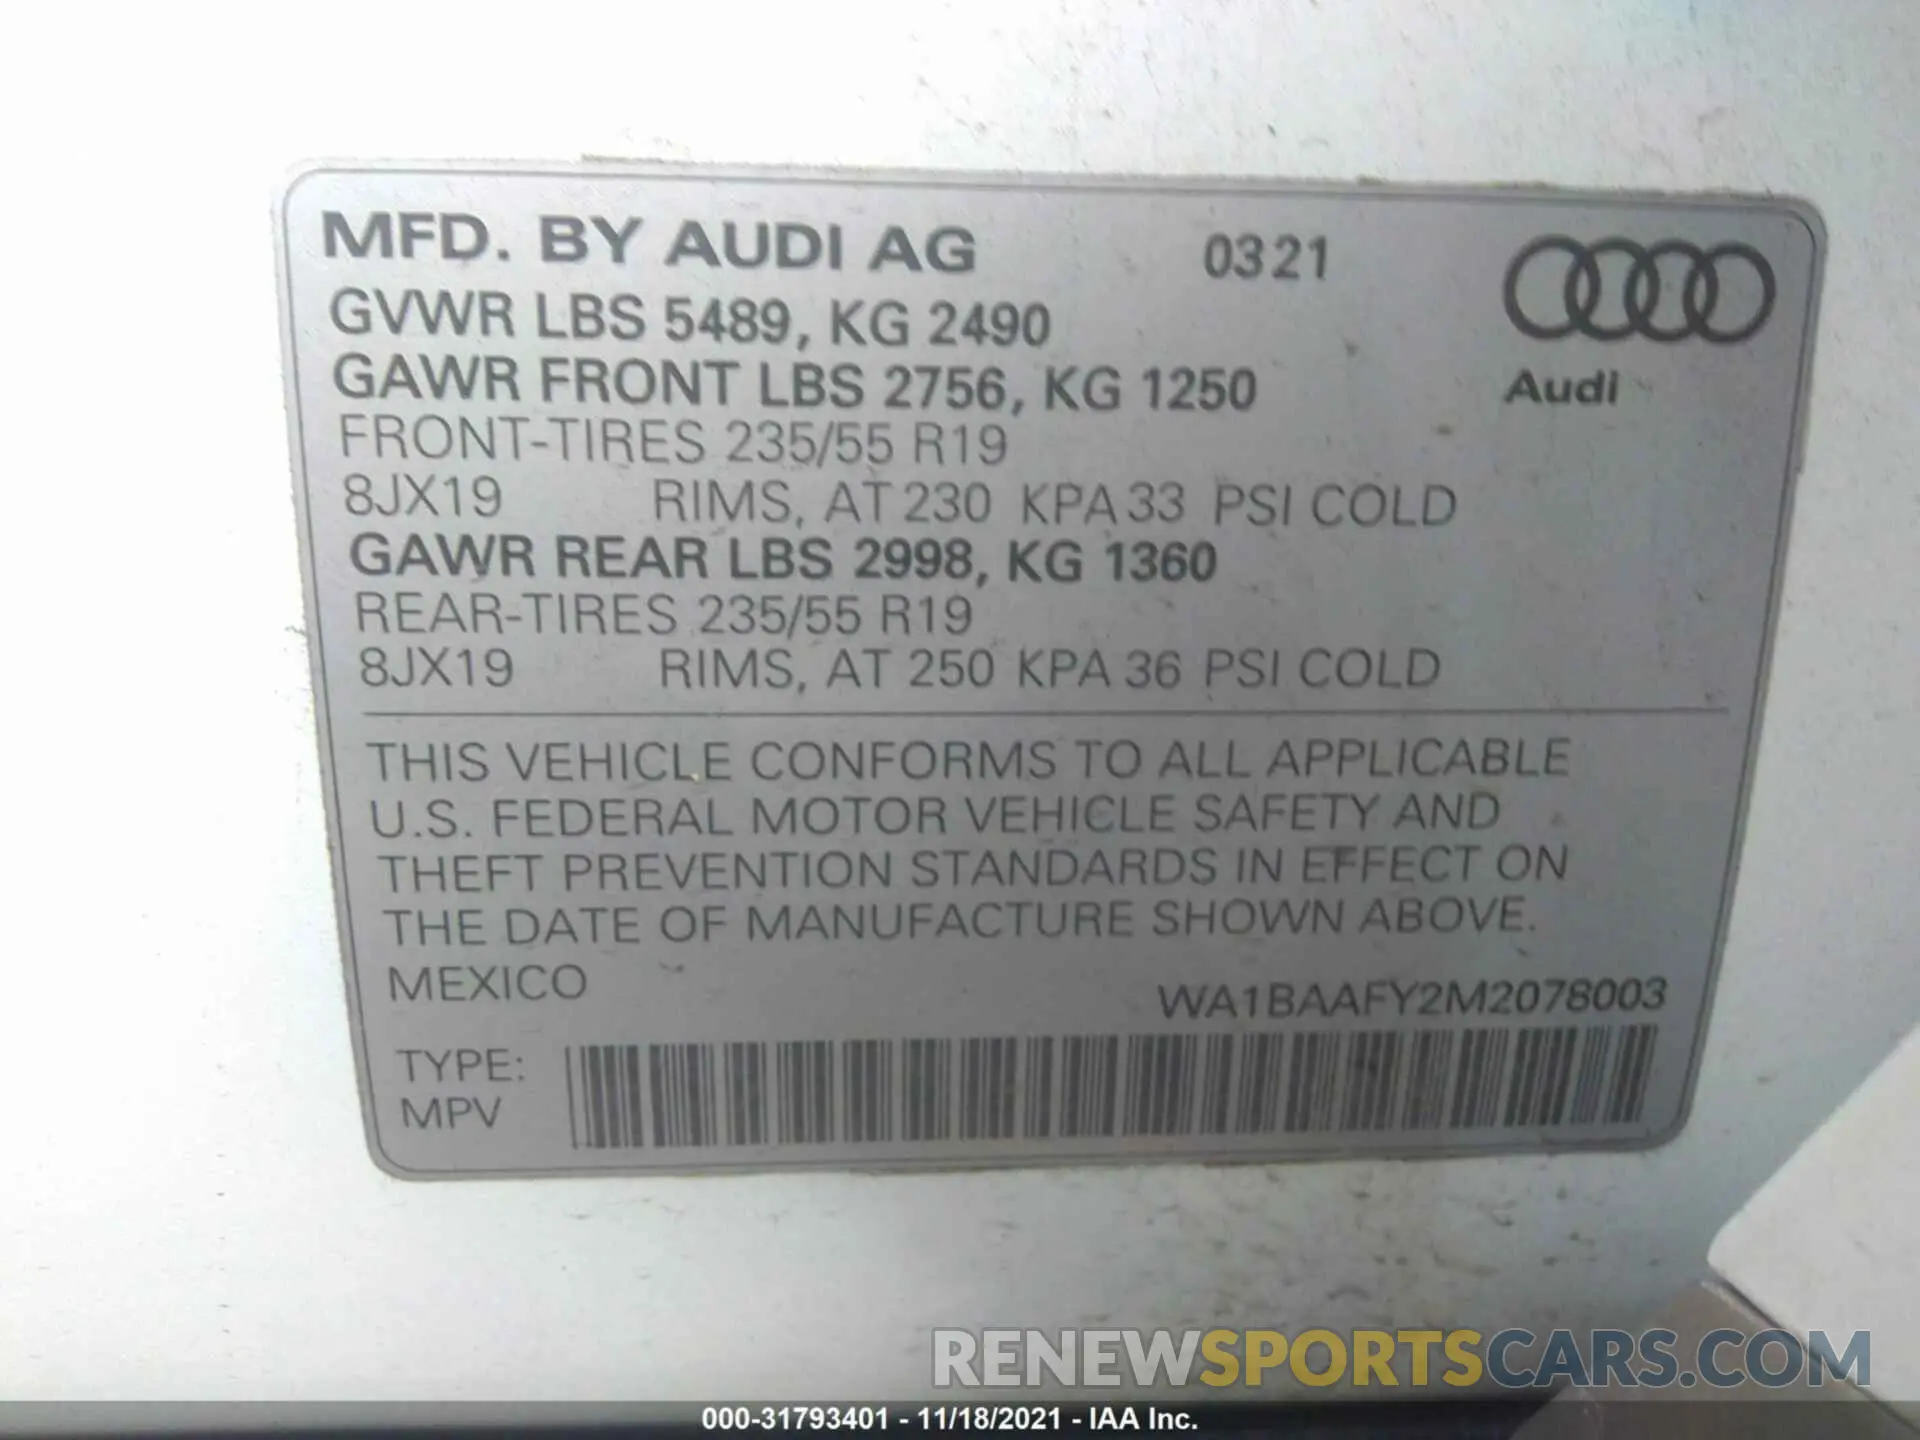 MFD. BY AUDI AG 0321
GVWR LBS 5489, KG 2490
GAWR FRONT LBS 2756, KG 1250
Audi
FRONT-TIRES 235/55 R19
8JX19 RIMS, AT 230 KPA 33 PSI COLD
GAWR REAR LBS 2998, KG 1360
REAR-TIRES 235/55 R19
8JX19 RIMS, AT 250 KPA 36 PSI COLD
THIS VEHICLE CONFORMS TO ALL APPLICABLE
U.S. FEDERAL MOTOR VEHICLE SAFETY AND
THEFT PREVENTION STANDARDS IN EFFECT ON
THE DATE OF MANUFACTURE SHOWN ABOVE.
MEXICO WA1BAAFY2M2078003
TYPE:
MPV
RENEWSPORTSCARS.COM
000-31793401 - 11/18/2021 - IAA Inc.